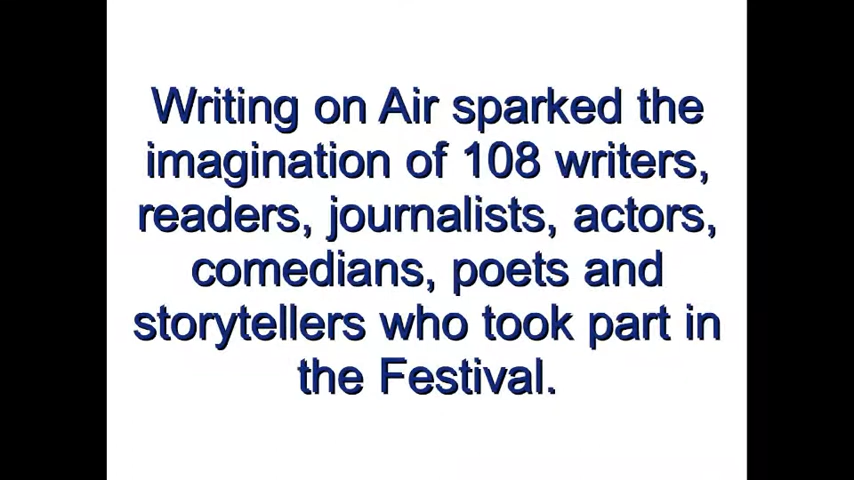 Writing on Air sparked the
imagination of 108 writers,
readers, journalists, actors,
comedians, poets and
storytellers who took part in
the Festival.